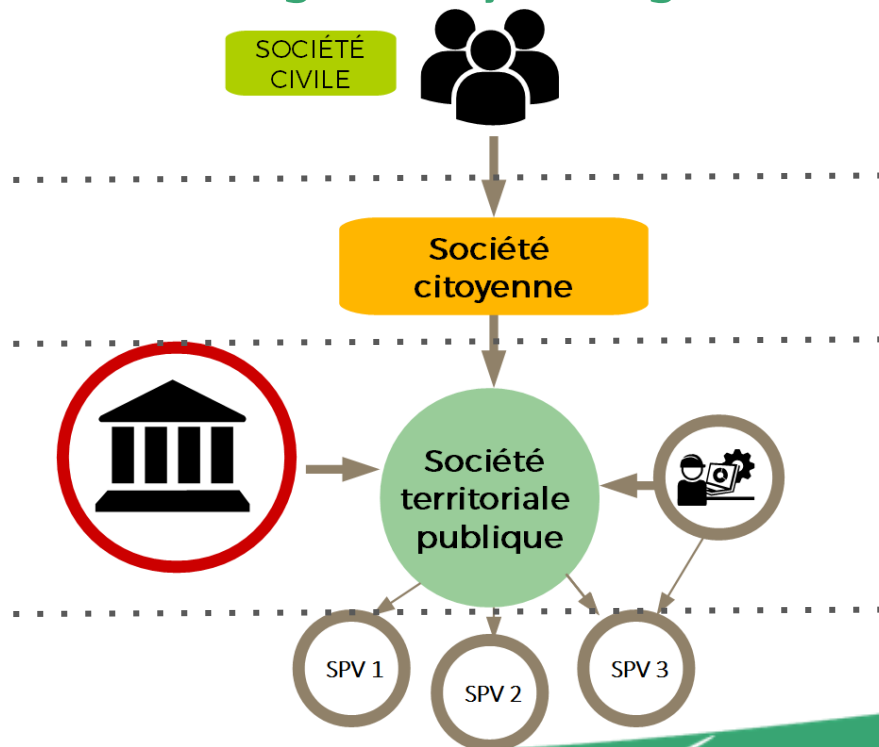 SOCIÉTÉ
CIVILE
Société
citoyenne
Société
territoriale
publique
SPV 1
SPV 2
SPV 3